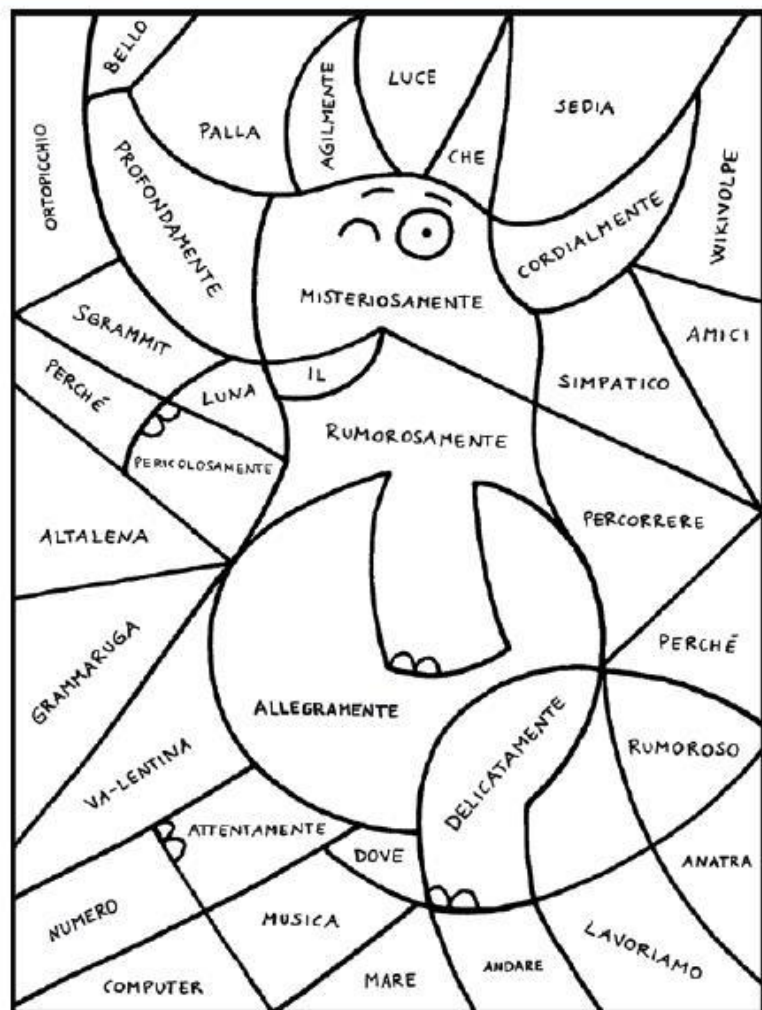 BELLO
LUCE
SEDIA
AGILMENTE
PALLA
CHE
ORTOPICCHIO
PROFONDAMENTE
CORDIALMENTE
WIKIVOLPE
MISTERIOSAMENTE
SGRAMMIT
AMICI
PERCHÉ
LUNA
IL
SIMPATICO
RUMOROSAMENTE
PERICOLOSAMENTE
PERCORRERE
ALTALENA
PERCHÉ
GRAMMARUGA
ALLEGRAMENTE
DELICATAMENTE
RUMOROSO
VA-LENTINA
ATTENTAMENTE
DOVE
ANATRA
NUMERO
MUSICA
LAVORIAMO
COMPUTER
MARE
ANDARE